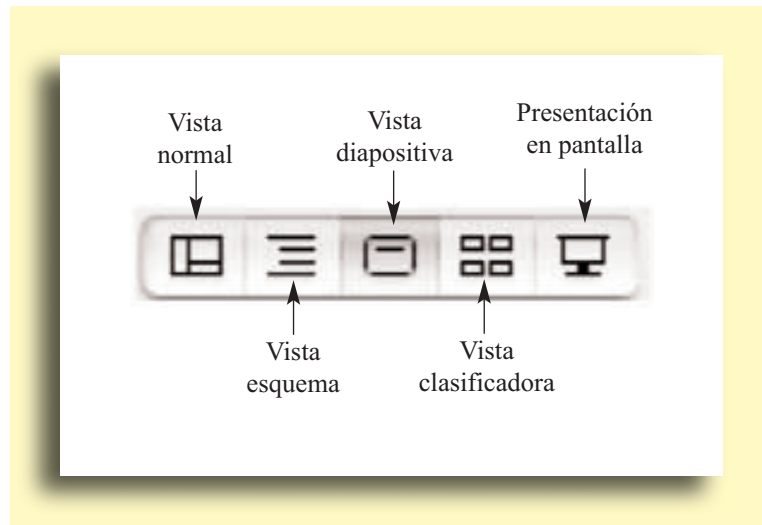 Vista
normal
Vista
diapositiva
Presentación
en pantalla
Vista
esquema
Vista
clasificadora